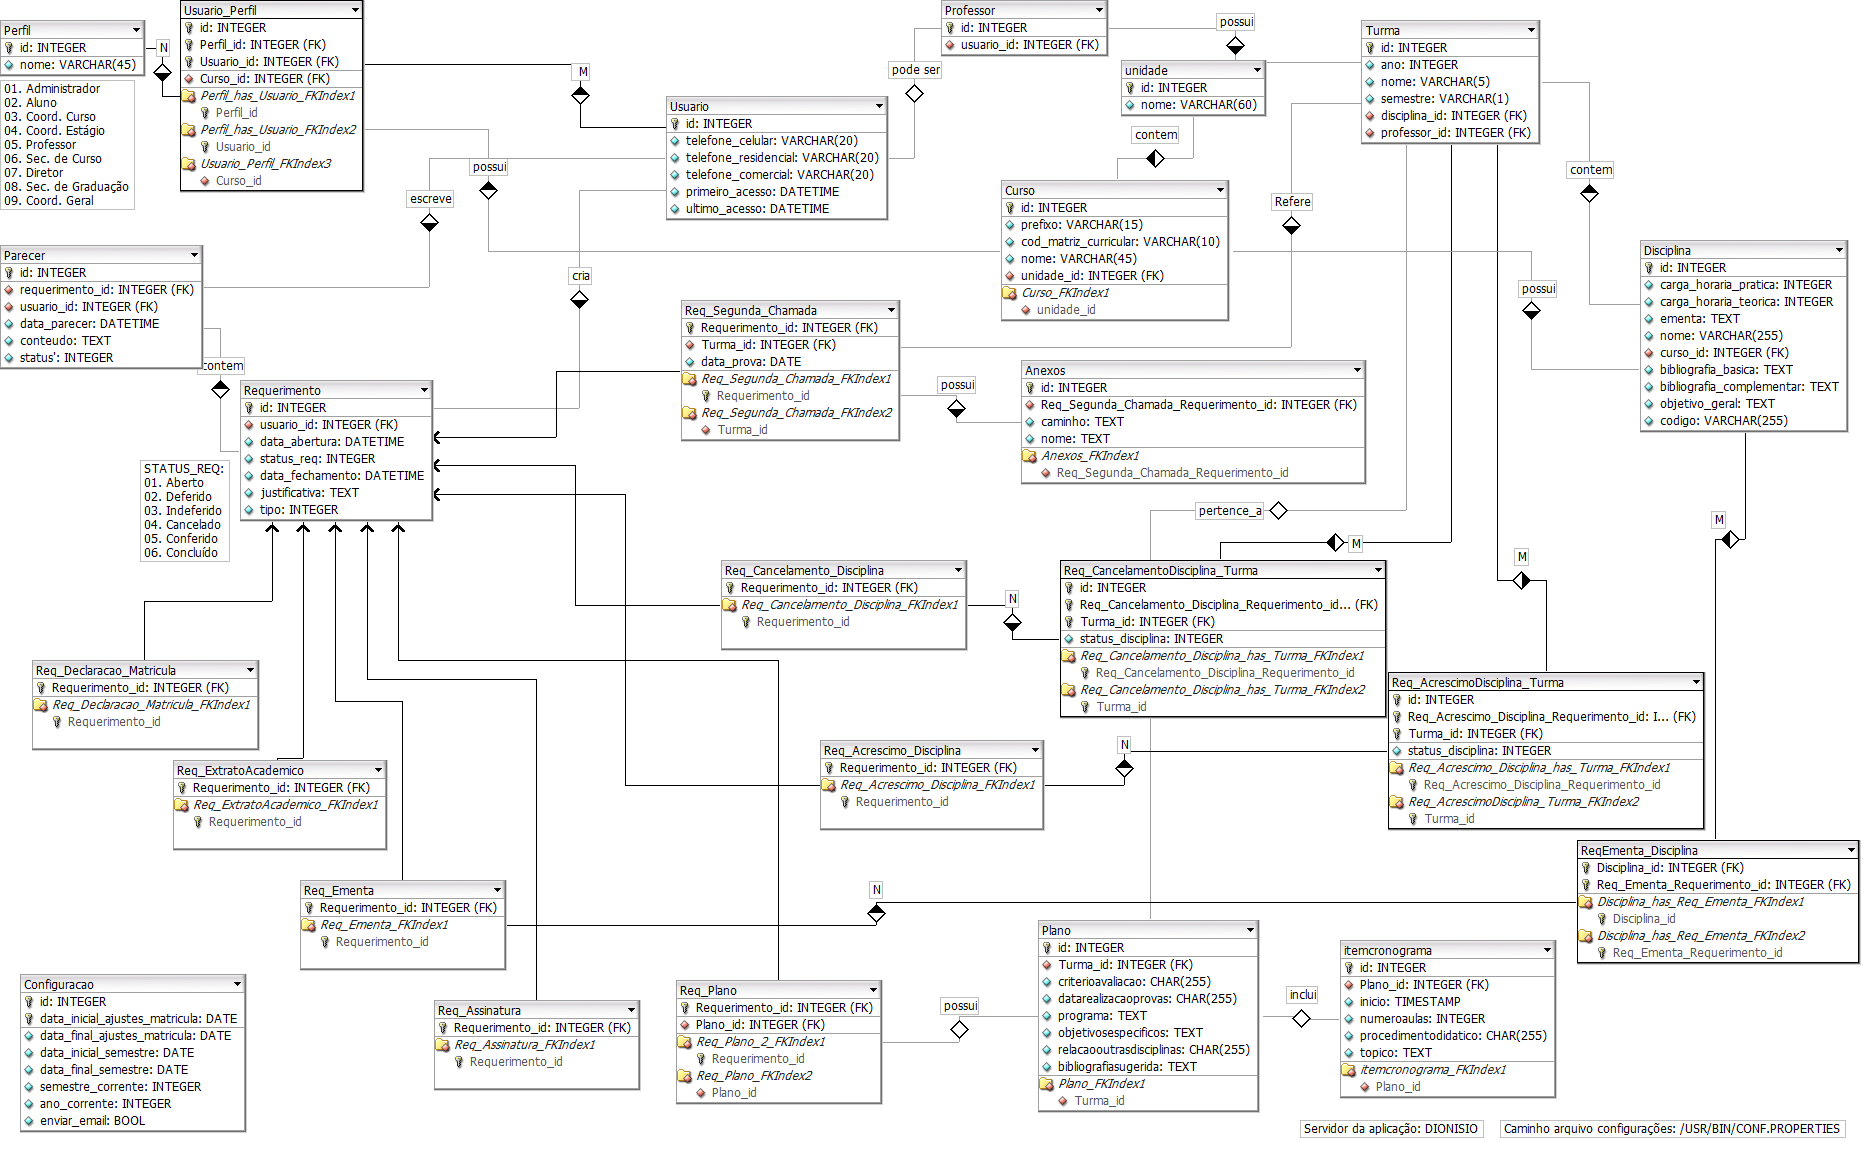 Perfil
id: INTEGER
nome: VARCHAR(45)
01. Administrador
02. Aluno
03. Coord. Curso
04. Coord. Estágio
05. Professor
06. Sec. de Curso
07. Diretor
08. Sec. de Graduação
09. Coord. Geral
N
Usuario_Perfil
id: INTEGER
Perfil_id: INTEGER (FK)
Usuario_id: INTEGER (FK)
Curso_id: INTEGER (FK)
Perfil_has_Usuario_FKIndex1
Perfil_id
Perfil_has_Usuario_FKIndex2
Usuario_id
Usuario_Perfil_FKIndex3
Curso_id
M
Usuario
id: INTEGER
telefone_celular: VARCHAR(20)
telefone_residencial: VARCHAR(20)
telefone_comercial: VARCHAR(20)
primeiro_acesso: DATETIME
ultimo_acesso: DATETIME
pode ser
Professor
id: INTEGER
usuario_id: INTEGER (FK)
possui
unidade
id: INTEGER
nome: VARCHAR(60)
contem
Turma
id: INTEGER
ano: INTEGER
nome: VARCHAR(5)
semestre: VARCHAR(1)
disciplina_id: INTEGER (FK)
professor_id: INTEGER (FK)
contem
possui
escreve
cria
Refere
Curso
id: INTEGER
prefixo: VARCHAR(15)
cod_matriz_curricular: VARCHAR(10)
nome: VARCHAR(45)
unidade_id: INTEGER (FK)
Curso_FKIndex1
unidade_id
possui
Disciplina
id: INTEGER
carga_horaria_pratica: INTEGER
carga_horaria_teorica: INTEGER
ementa: TEXT
nome: VARCHAR(255)
curso_id: INTEGER (FK)
bibliografia_basica: TEXT
bibliografia_complementar: TEXT
objetivo_geral: TEXT
codigo: VARCHAR(255)
Parecer
id: INTEGER
requerimento_id: INTEGER (FK)
usuario_id: INTEGER (FK)
data_parecer: DATETIME
conteudo: TEXT
status': INTEGER
contem
Requerimento
id: INTEGER
usuario_id: INTEGER (FK)
data_abertura: DATETIME
status_req: INTEGER
data_fechamento: DATETIME
justificativa: TEXT
tipo: INTEGER
STATUS_REQ:
01. Aberto
02. Deferido
03. Indeferido
04. Cancelado
05. Conferido
06. Concluído
Req_Segunda_Chamada
Requerimento_id: INTEGER (FK)
Turma_id: INTEGER (FK)
data_prova: DATE
Req_Segunda_Chamada_FKIndex1
Requerimento_id
Req_Segunda_Chamada_FKIndex2
Turma_id
possui
Anexos
id: INTEGER
Req_Segunda_Chamada_Requerimento_id: INTEGER (FK)
caminho: TEXT
nome: TEXT
Anexos_FKIndex1
Req_Segunda_Chamada_Requerimento_id
pertence_a
M
M
M
Req_Cancelamento_Disciplina
Requerimento_id: INTEGER (FK)
Req_Cancelamento_Disciplina_FKIndex1
Requerimento_id
N
Req_CancelamentoDisciplina_Turma
id: INTEGER
Req_Cancelamento_Disciplina_Requerimento_id... (FK)
Turma_id: INTEGER (FK)
status_disciplina: INTEGER
Req_Cancelamento_Disciplina_has_Turma_FKIndex1
Req_Cancelamento_Disciplina_Requerimento_id
Req_Cancelamento_Disciplina_has_Turma_FKIndex2
Turma_id
Req_AcrescimoDisciplina_Turma
id: INTEGER
Req_Acrescimo_Disciplina_Requerimento_id: I... (FK)
Turma_id: INTEGER (FK)
status_disciplina: INTEGER
Req_Acrescimo_Disciplina_has_Turma_FKIndex1
Req_Acrescimo_Disciplina_Requerimento_id
Req_AcrescimoDisciplina_Turma_FKIndex2
Turma_id
Req_Declaracao_Matricula
Requerimento_id: INTEGER (FK)
Req_Declaracao_Matricula_FKIndex1
Requerimento_id
Req_ExtratoAcademico
Requerimento_id: INTEGER (FK)
Req_ExtratoAcademico_FKIndex1
Requerimento_id
Req_Acrescimo_Disciplina
Requerimento_id: INTEGER (FK)
Req_Acrescimo_Disciplina_FKIndex1
Requerimento_id
N
Req_Ementa
Requerimento_id: INTEGER (FK)
Req_Ementa_FKIndex1
Requerimento_id
N
ReqEmenta_Disciplina
Disciplina_id: INTEGER (FK)
Req_Ementa_Requerimento_id: INTEGER (FK)
Disciplina_has_Req_Ementa_FKIndex1
Disciplina_id
Disciplina_has_Req_Ementa_FKIndex2
Req_Ementa_Requerimento_id
Configuracao
id: INTEGER
data_inicial_ajustes_matricula: DATE
data_final_ajustes_matricula: DATE
data_inicial_semestre: DATE
data_final_semestre: DATE
semestre_corrente: INTEGER
ano_corrente: INTEGER
enviar_email: BOOL
Req_Assinatura
Requerimento_id: INTEGER (FK)
Req_Assinatura_FKIndex1
Requerimento_id
Req_Plano
Requerimento_id: INTEGER (FK)
Plano_id: INTEGER (FK)
Req_Plano_2_FKIndex1
Requerimento_id
Req_Plano_FKIndex2
Plano_id
possui
Plano
id: INTEGER
Turma_id: INTEGER (FK)
criterioavaliacao: CHAR(255)
datarealizacaoprovas: CHAR(255)
programa: TEXT
objetivosespecificos: TEXT
relacaooutrasdisciplinas: CHAR(255)
bibliografiasugerida: TEXT
Plano_FKIndex1
Turma_id
inclui
itemcronograma
id: INTEGER
Plano_id: INTEGER (FK)
inicio: TIMESTAMP
numeroaulas: INTEGER
procedimentodidatico: CHAR(255)
topico: TEXT
itemcronograma_FKIndex1
Plano_id
Servidor da aplicação: DIONISIO
Caminho arquivo configurações: /USR/BIN/CONF.PROPERTIES